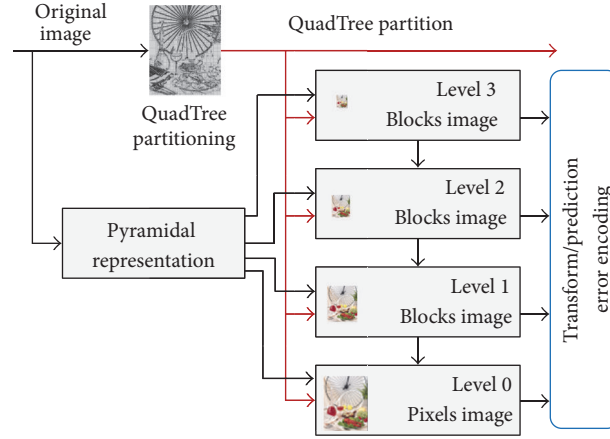 Original
image
QuadTree partition
QuadTree
partitioning
Level 3
Blocks image
Level 2
Blocks image
Pyramidal
representation
Level 1
Blocks image
Level 0
Pixels image
Transform/prediction
error encoding